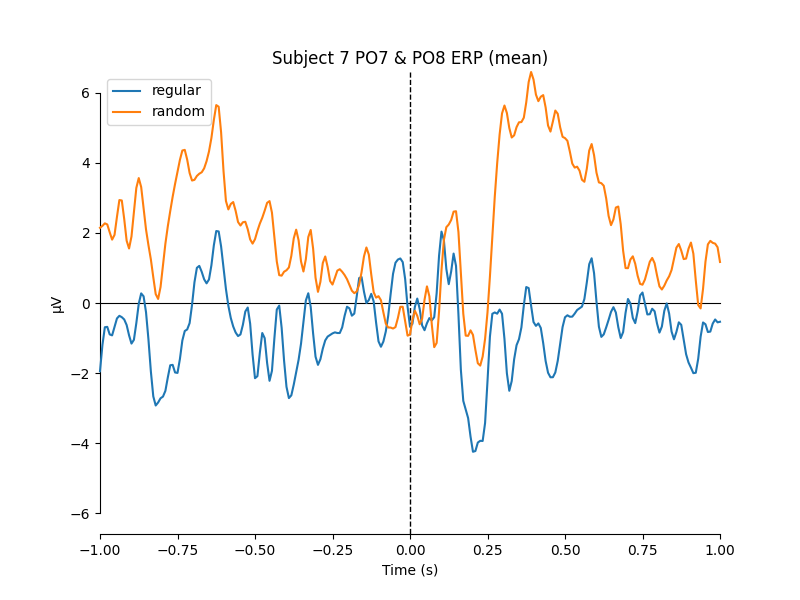 Subject 7 PO7 & PO8 ERP (mean)
regular
random
6
4
2
0
−2
−4
−6
µV
−1.00 −0.75 −0.50 −0.25 0.00 0.25 0.50 0.75 1.00
Time (s)